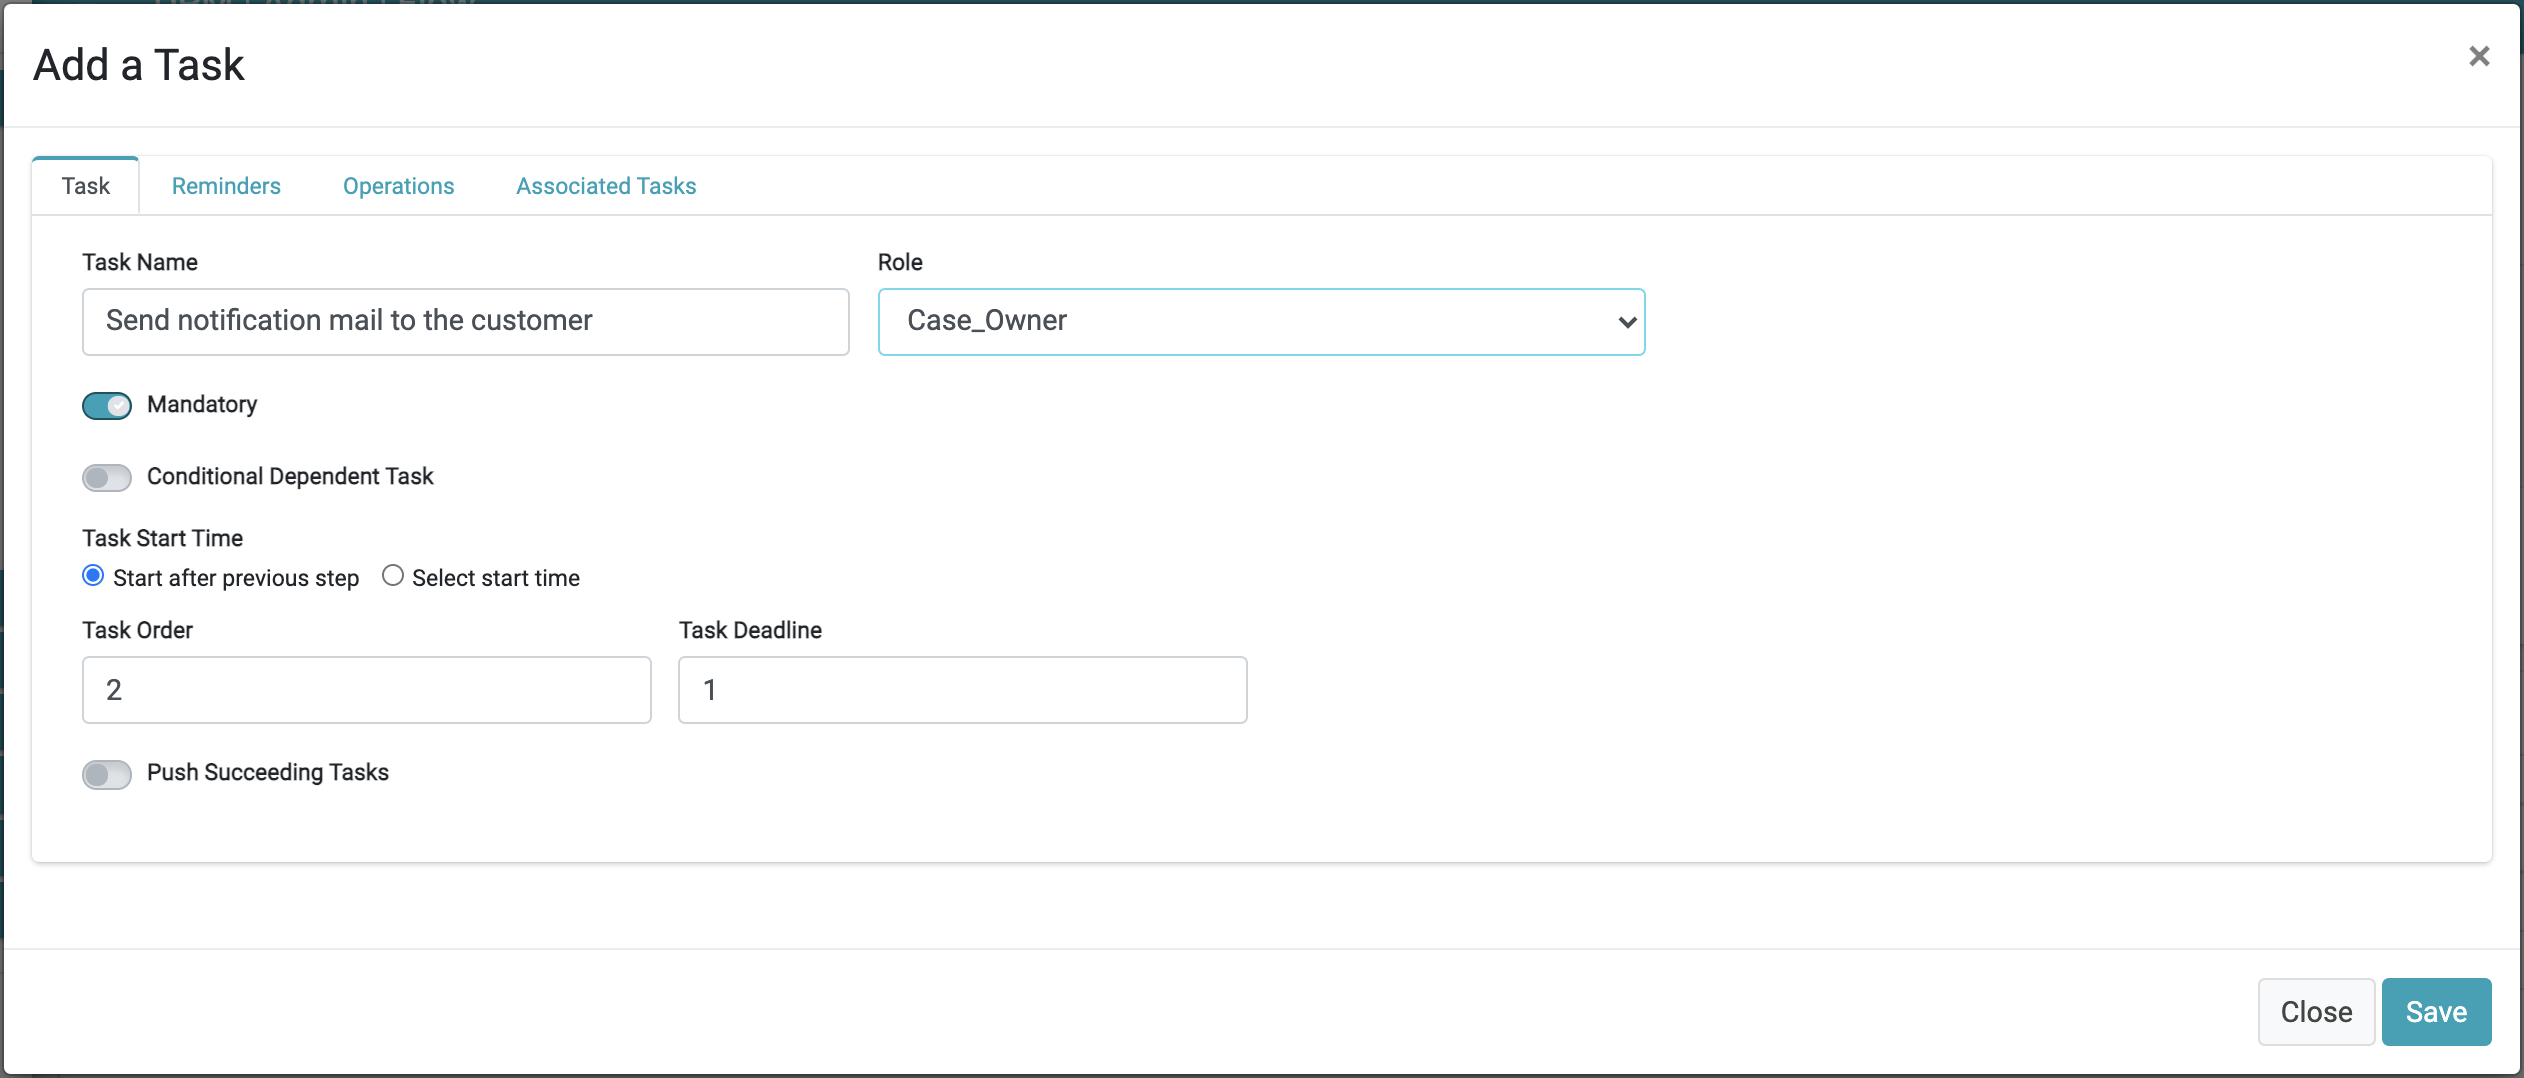 Add a Task
×
Task Reminders Operations Associated Tasks
Task Name Role
Send notification mail to the customer Case_Owner
Mandatory
Conditional Dependent Task
Task Start Time
Start after previous step Select start time
Task Order Task Deadline
2 1
Push Succeeding Tasks
Close Save